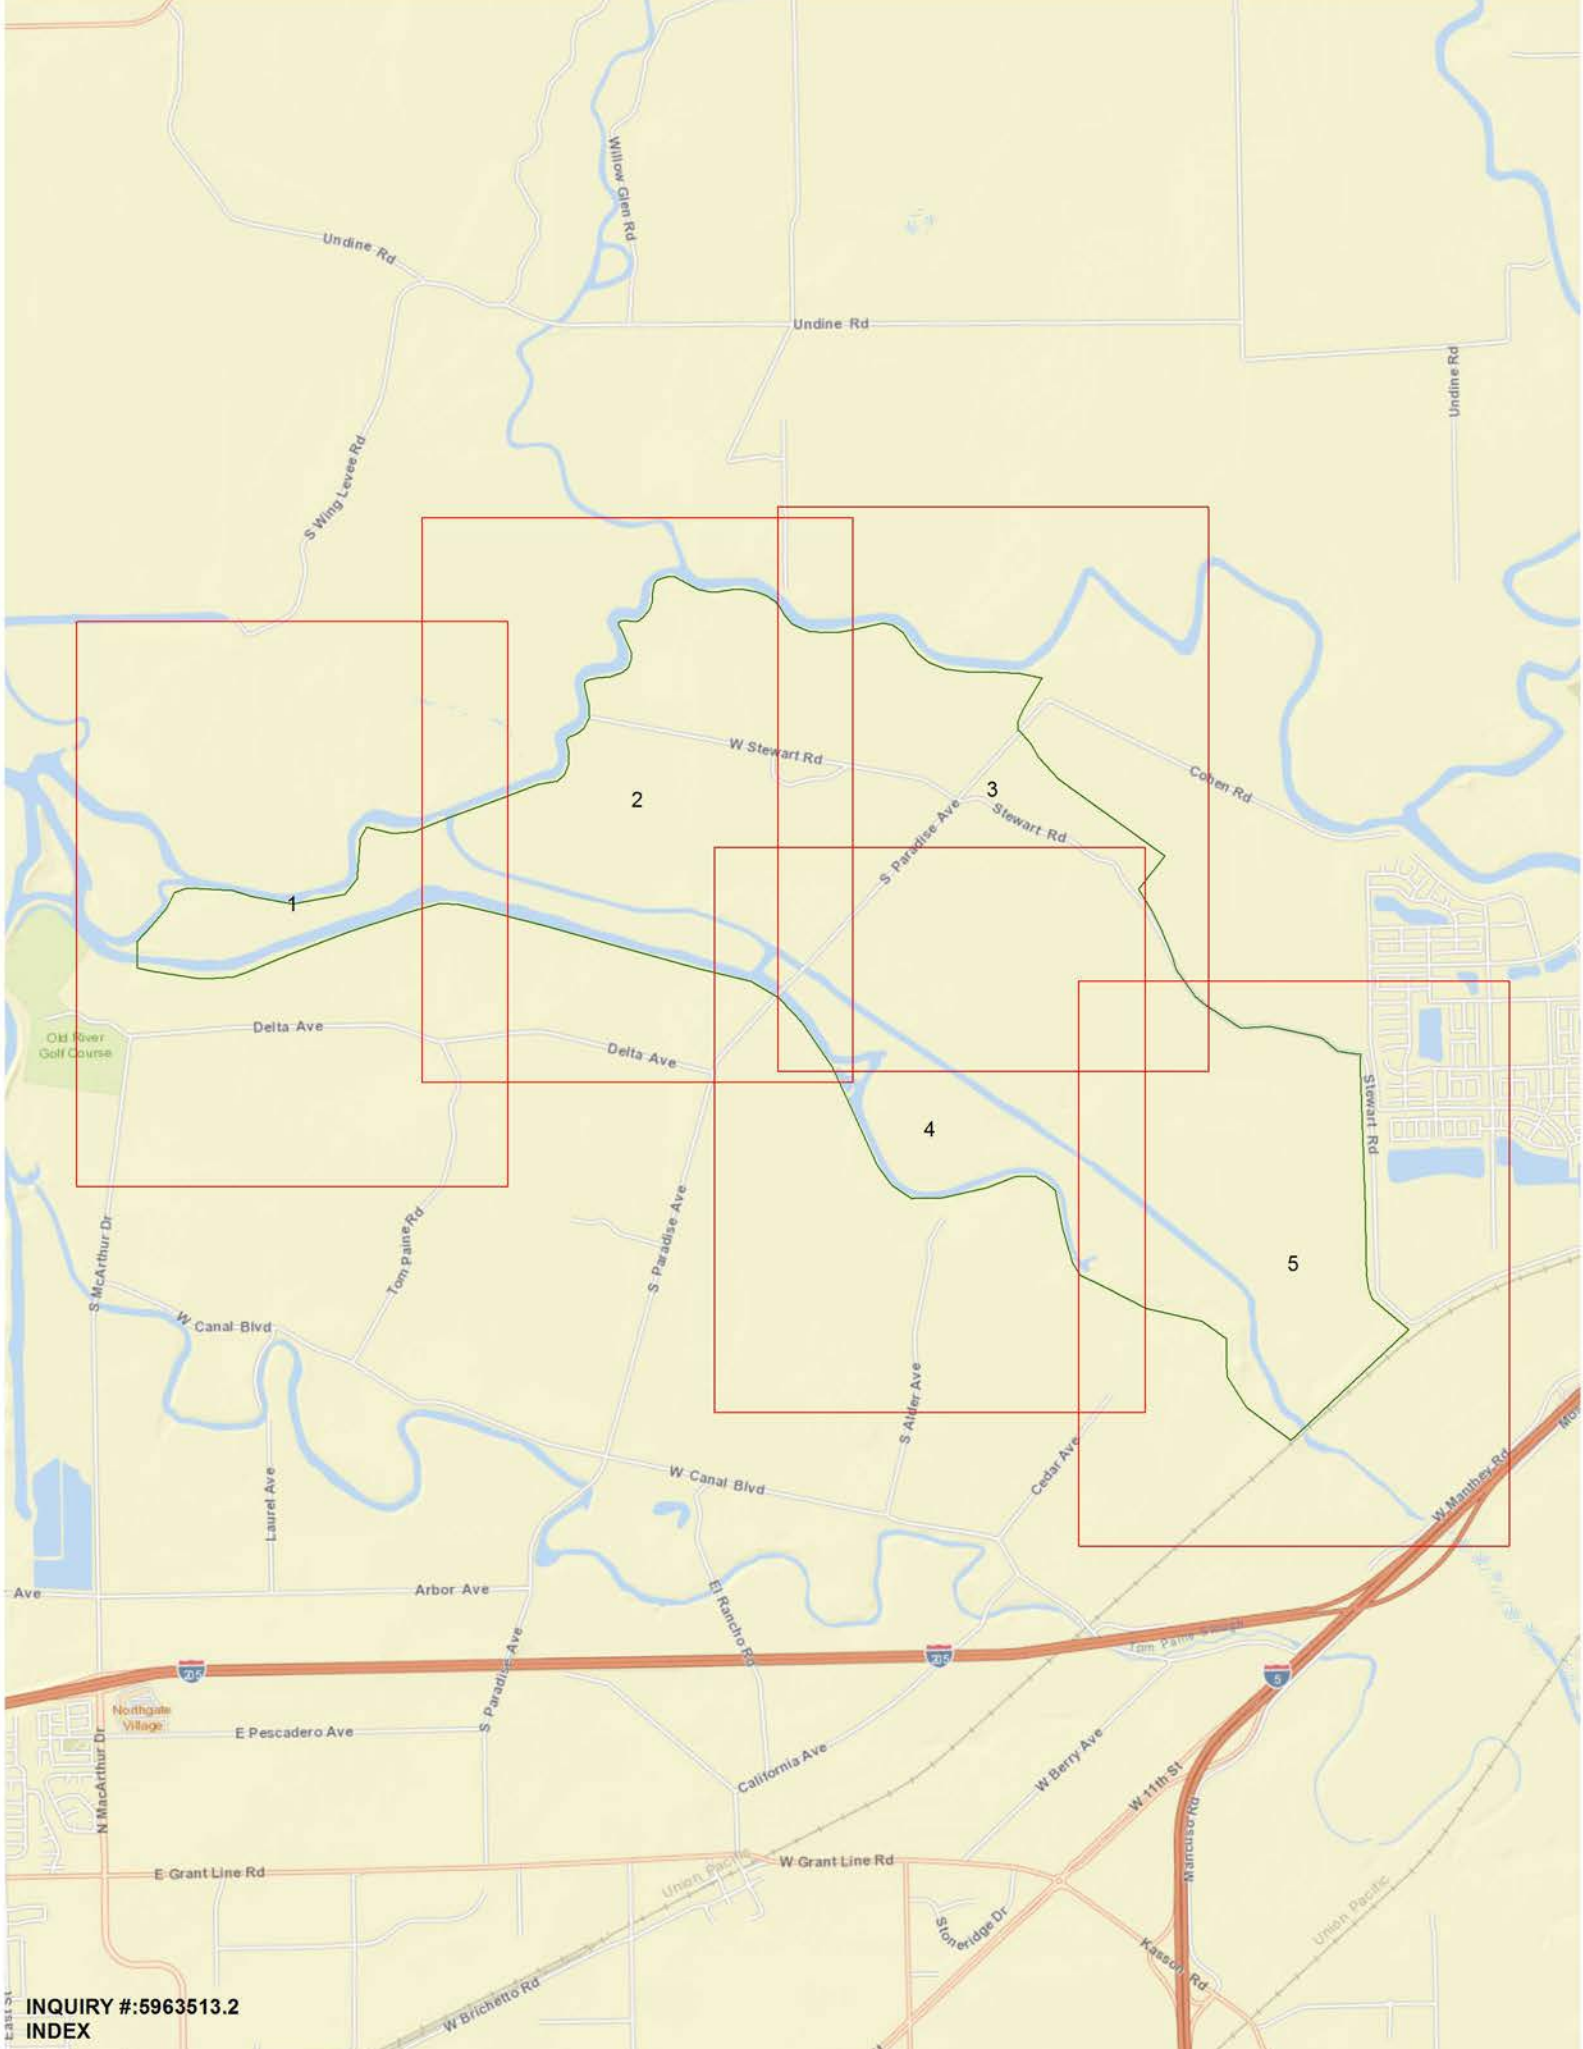 Willow Glen Rd
Undine Rd
Undine Rd
Undine Rd
S Wing Levee Rd
W Stewart Rd
Cohen Rd
2
3
Stewart Rd
S Paradise Ave
1
Old River
Golf Course
Delta Ave
Delta Ave
Stewart Rd
4
S Paradise Ave
Tom Paine Rd
S McArthur Dr
5
W Canal Blvd
S Alder Ave
Cedar Ave
W Canal Blvd
W Manthey Rd
Laurel Ave
Ave
Arbor Ave
El Rancho Rd
Tom Paine Slough
205
205
5
S Paradise Ave
Northgate
Village
E Pescadero Ave
N MacArthur Dr
California Ave
W Berry Ave
W 11th St
Mancuso Rd
E Grant Line Rd
W Grant Line Rd
Union Pacific
Union Pacific
Stoneridge Dr
Kasson Rd
W Brichetto Rd
East St
INQUIRY #:5963513.2
INDEX